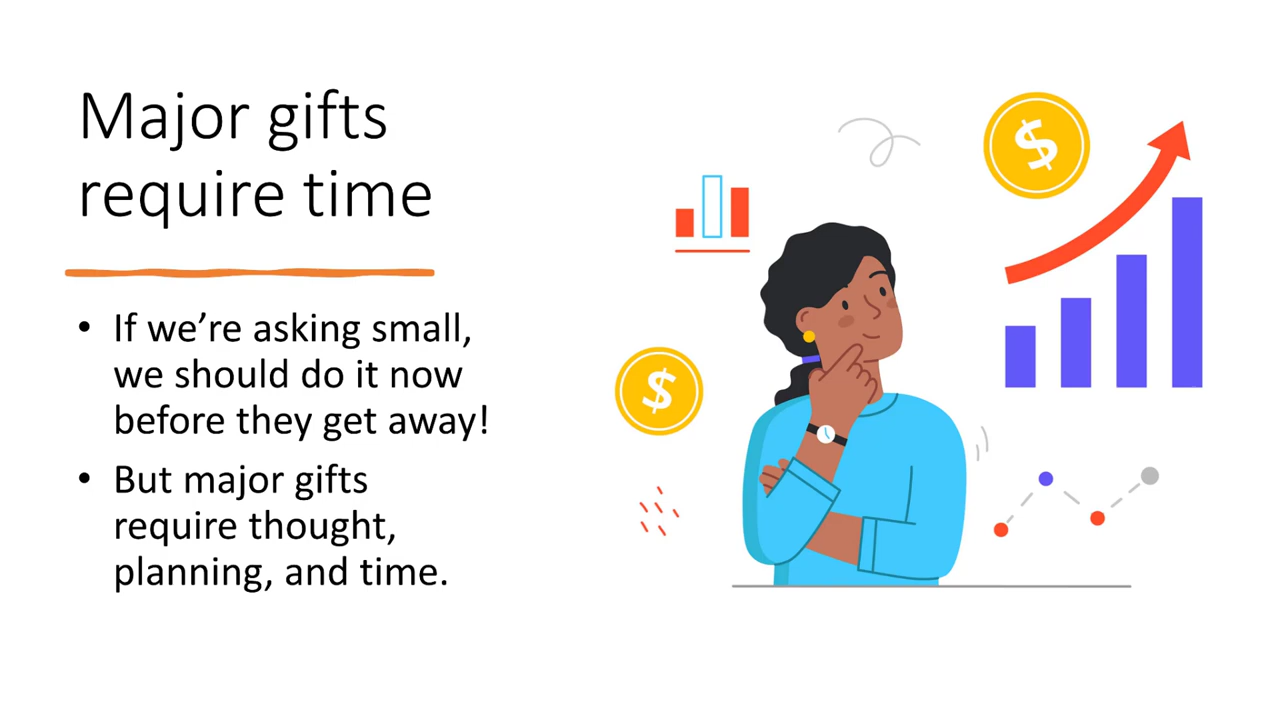 Major gifts
require time
• If we’re asking small,
we should do it now
before they get away!
• But major gifts
require thought,
planning, and time.
$
$